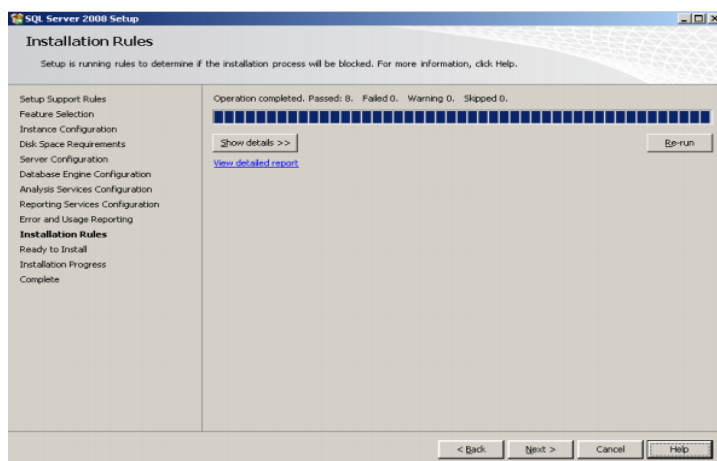 SQL Server 2008 Setup
Installation Rules
Setup is running rules to determine if the installation process will be blocked. For more information, click Help.
Setup Support Rules
Feature Selection
Instance Configuration
Disk Space Requirements
Server Configuration
Database Engine Configuration
Analysis Services Configuration
Reporting Services Configuration
Error and Usage Reporting
Installation Rules
Ready to Install
Installation Progress
Complete
Operation completed. Passed: 8. Failed 0. Warning 0. Skipped 0.
Show details >>
Re-run
View detailed report
< Back
Next >
Cancel
Help